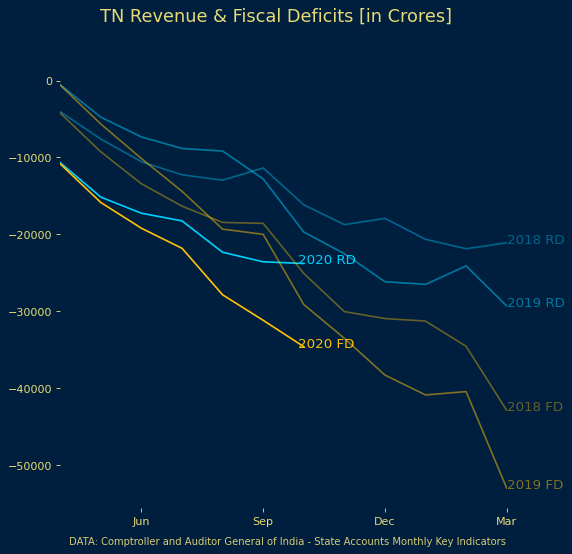 TN Revenue & Fiscal Deficits [in Crores]
0
−10000
−20000
−30000
−40000
−50000
2018 RD
2020 RD
2019 RD
2020 FD
2018 FD
2019 FD
Jun Sep Dec Mar
DATA: Comptroller and Auditor General of India - State Accounts Monthly Key Indicators